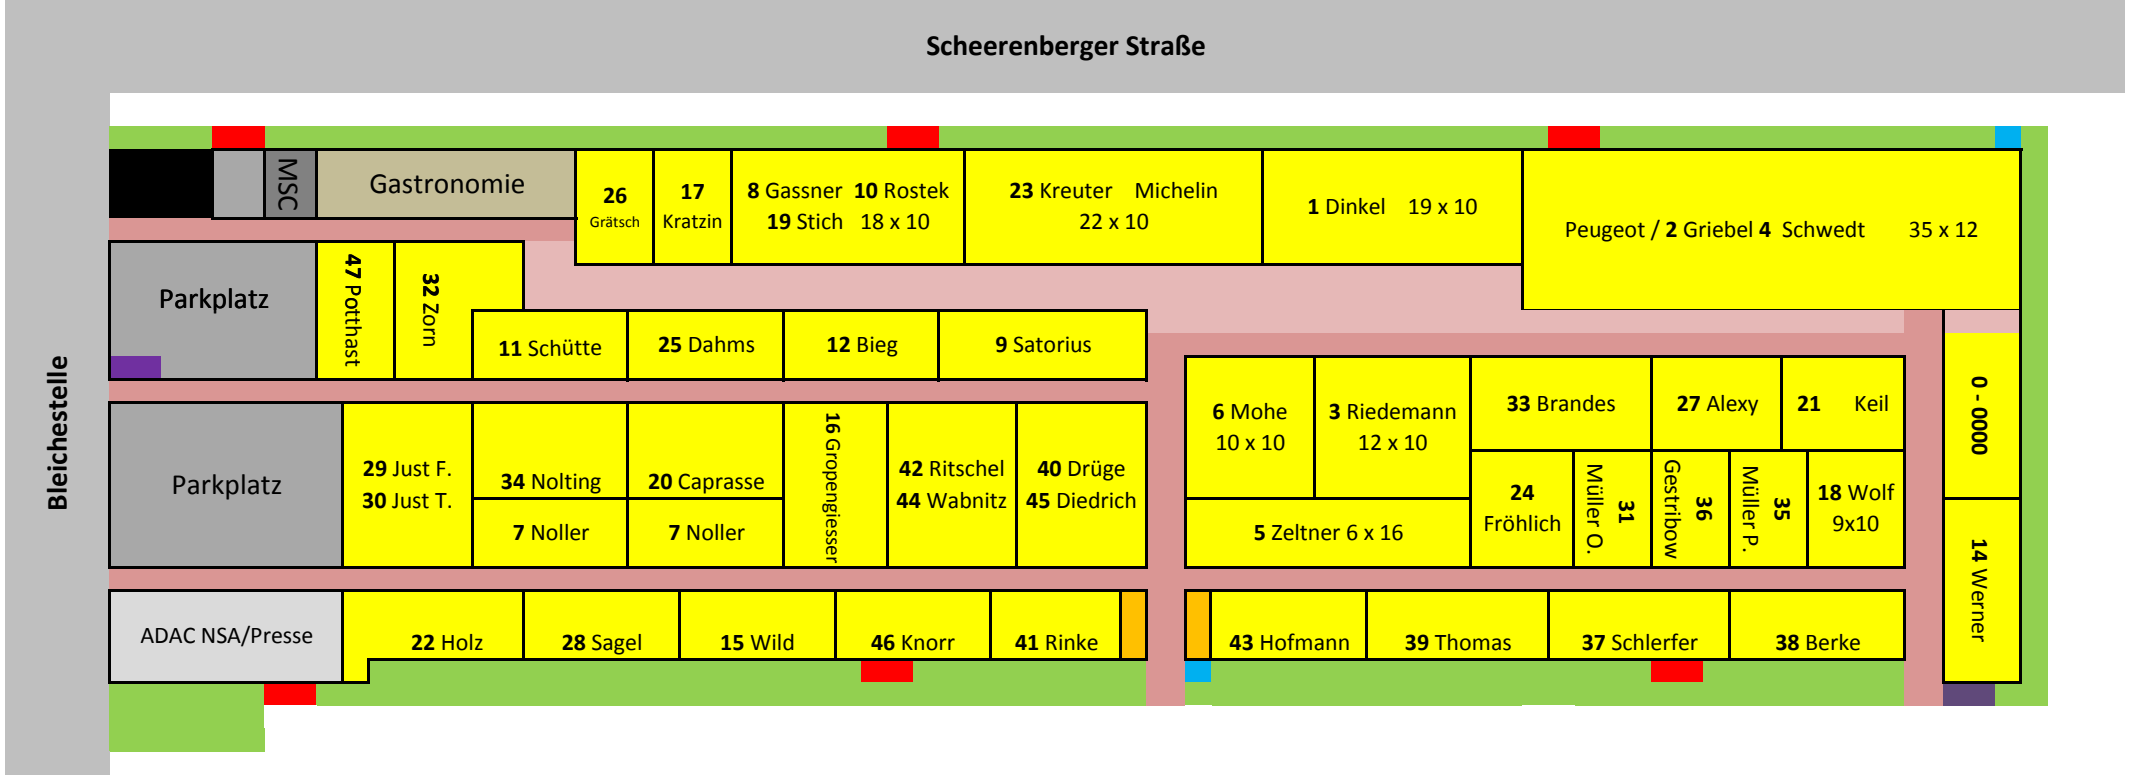 Scheerenberger Straße
Bleichestelle
MSC
Gastronomie
26
Grätsch
17
Kratzin
8 Gassner 10 Rostek
19 Stich 18 x 10
23 Kreuter Michelin
22 x 10
1 Dinkel 19 x 10
Peugeot / 2 Griebel 4 Schwedt 35 x 12
Parkplatz
47 Potthast
32 Zorn
11 Schütte
25 Dahms
12 Bieg
9 Satorius
6 Mohe
10 x 10
3 Riedemann
12 x 10
33 Brandes
27 Alexy
21 Keil
0 - 0000
Parkplatz
29 Just F.
30 Just T.
34 Nolting
7 Noller
20 Caprasse
7 Noller
16 Gropengiesser
42 Ritschel
44 Wabnitz
40 Drüge
45 Diedrich
5 Zeltner 6 x 16
24
Fröhlich
31
Müller O.
36
Gestribow
35
Müller P.
18 Wolf
9x10
14 Werner
ADAC NSA/Presse
22 Holz
28 Sagel
15 Wild
46 Knorr
41 Rinke
43 Hofmann
39 Thomas
37 Schlerfer
38 Berke